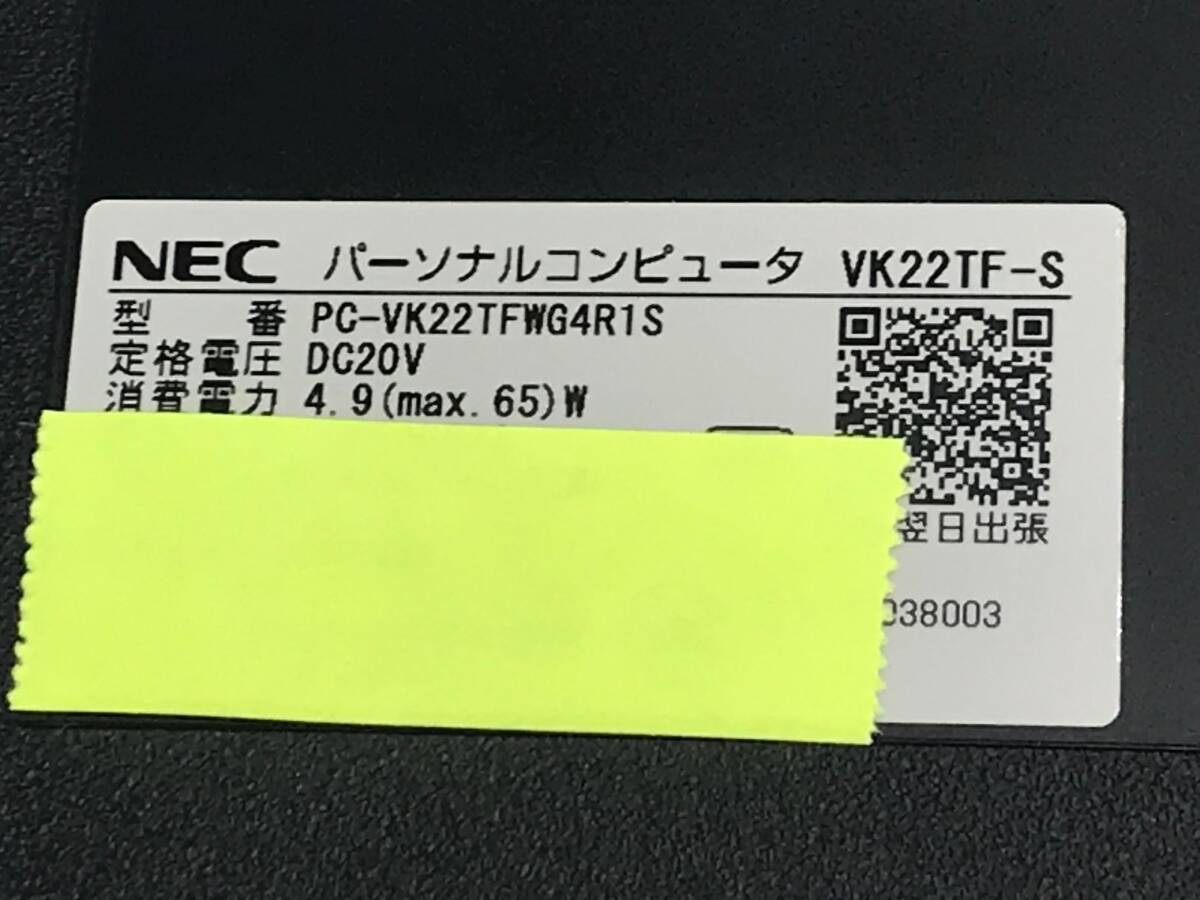 NEC パーソナルコンピュータ VK22TF-S
型番 PC-VK22TFWG4R1S
定格電圧 DC20V
消費電力 4.9(max.65)W
翌日出張
038003